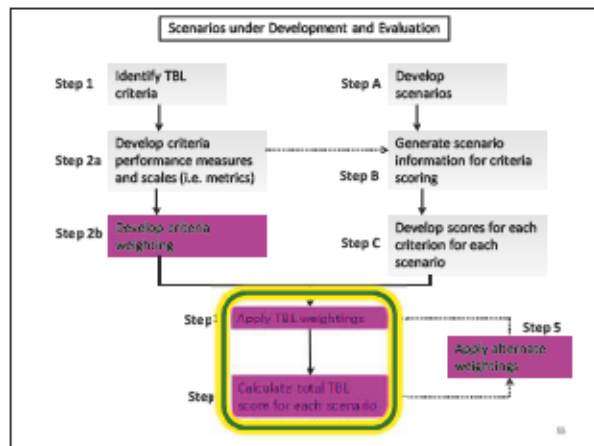 Scenarios under Development and Evaluation
Step 1
Identify TBL
criteria
Step A
Develop
scenarios
Step 2a
Develop criteria
performance measures
and scales (i.e. metrics)
Step B
Generate scenario
information for criteria
scoring
Step 2b
Develop criteria
weighting
Step C
Develop scores for each
criterion for each
scenario
Step
Apply TBL weightings
Step 5
Apply alternate
weightings
Step
Calculate total TBL
score for each scenario